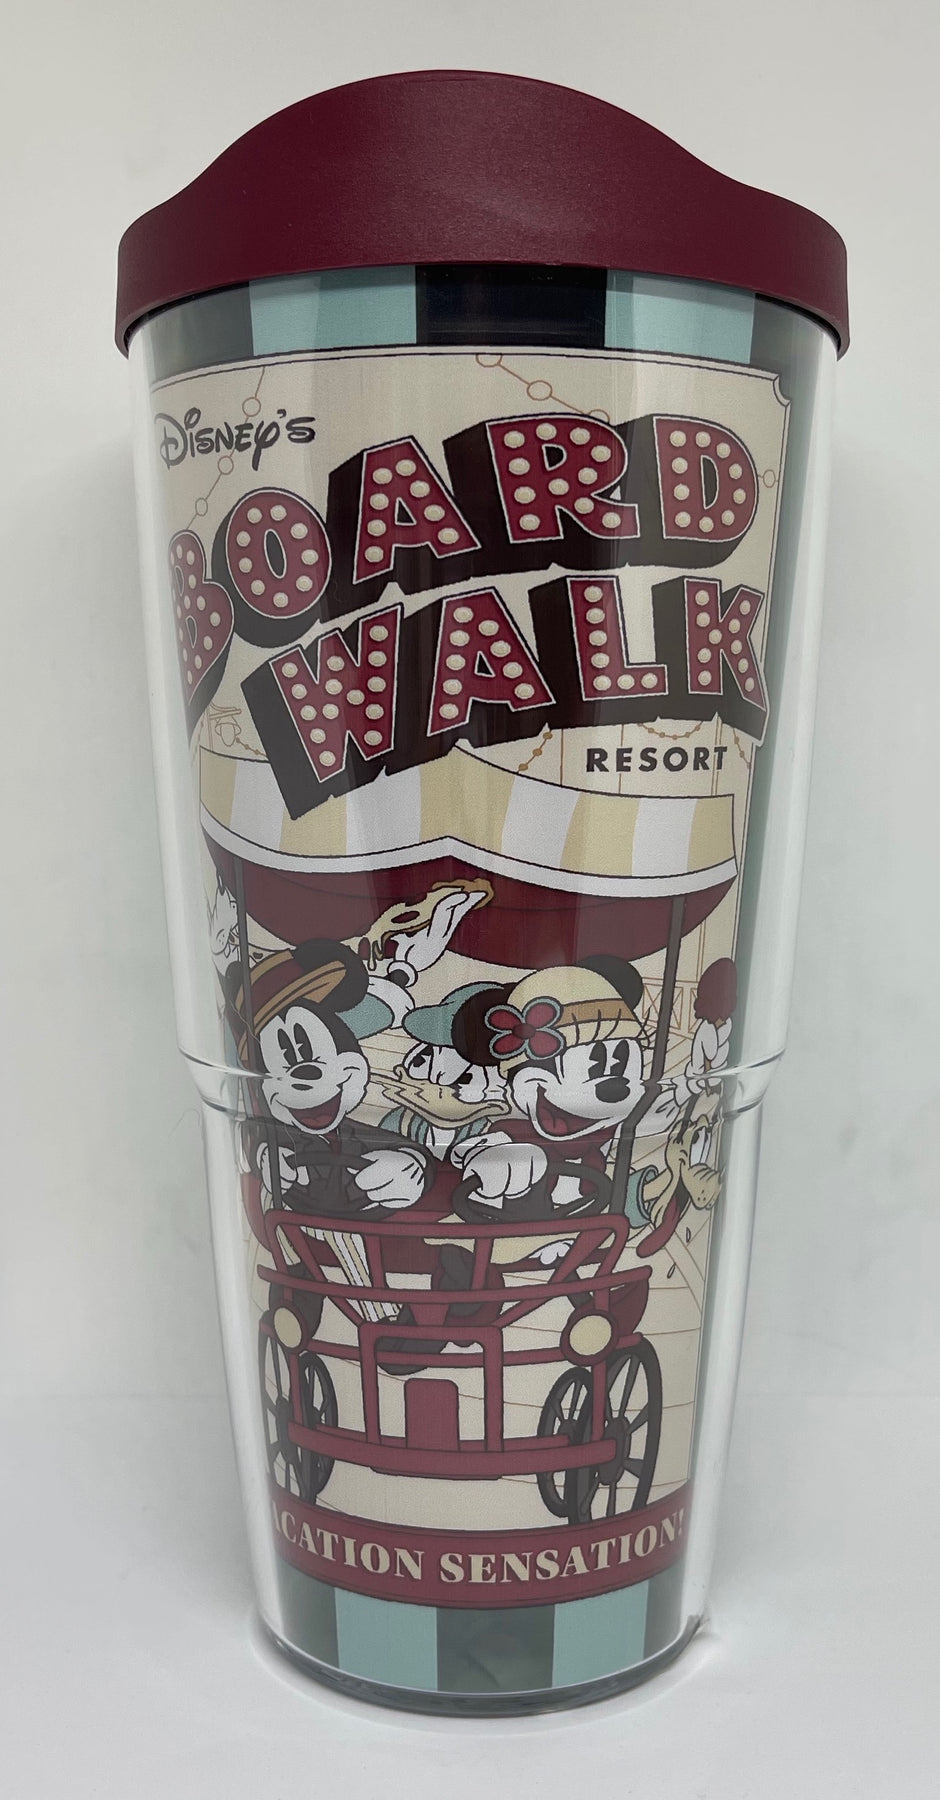 Disney's
BOARD
WALK
RESORT
ACATION SENSATION!